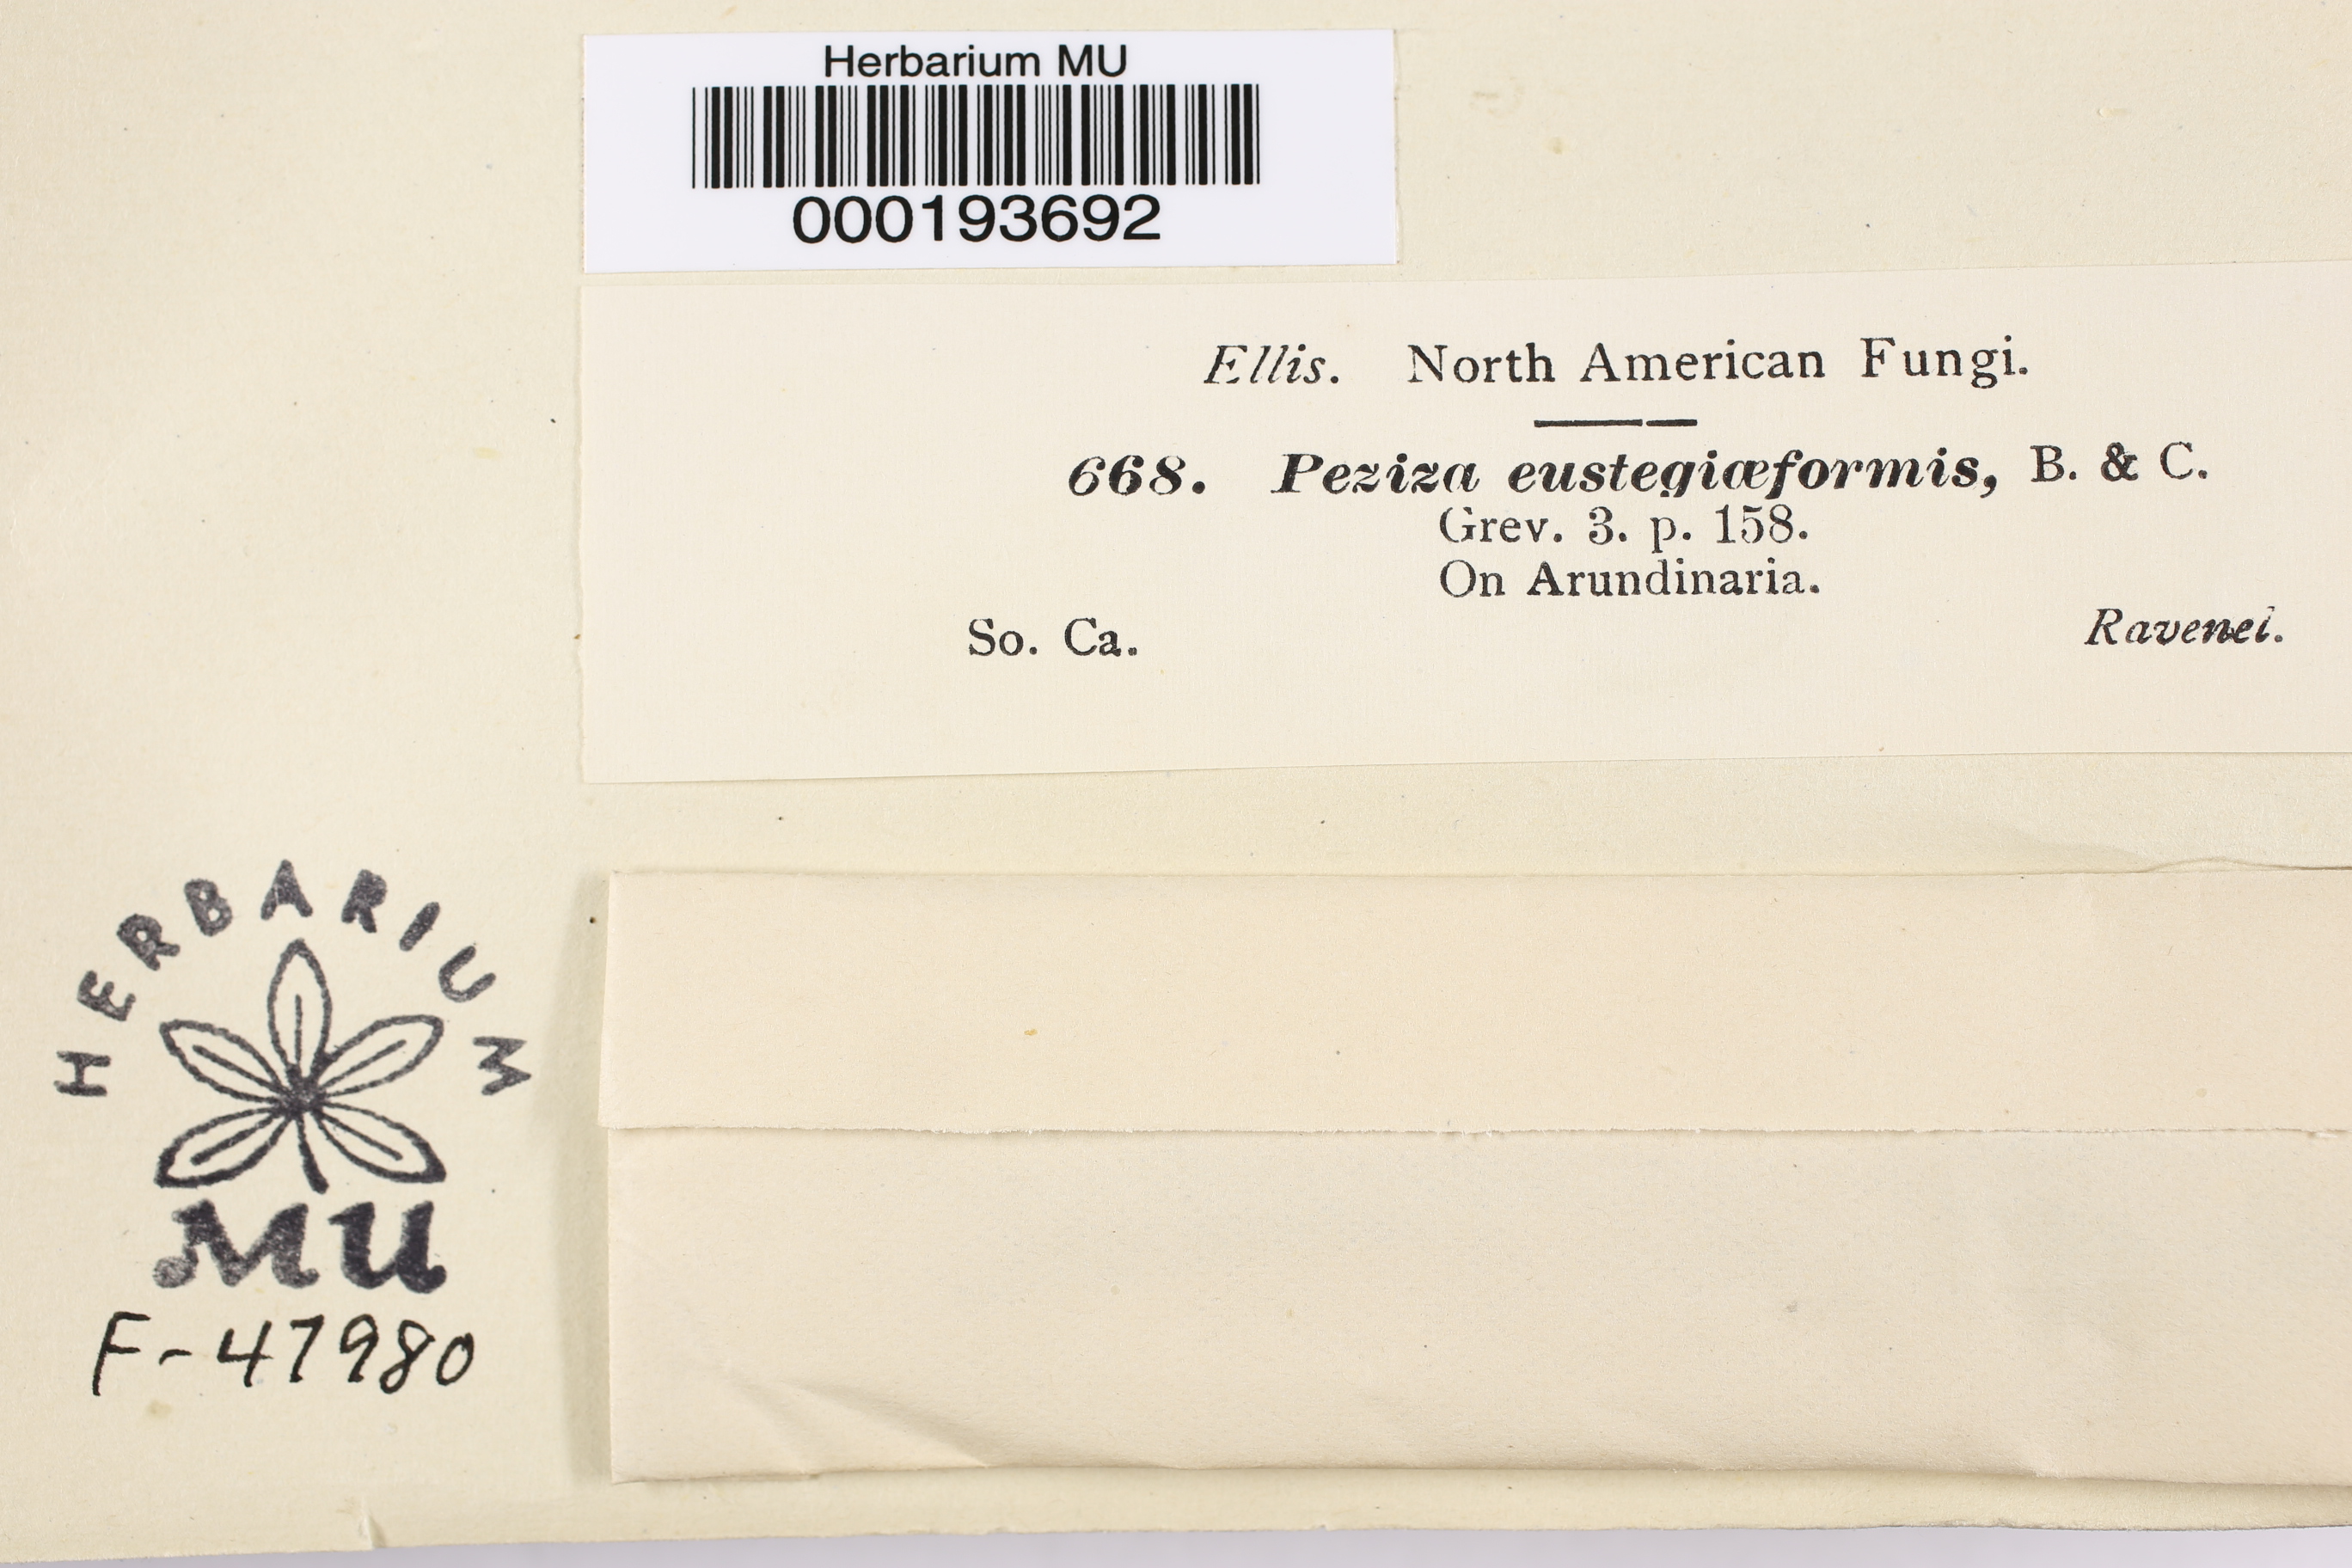 Herbarium MU
000193692
Ellis. North American Fungi.
668. Peziza eustegiæformis, B. & C.
Grev. 3. p. 158.
On Arundinaria.
So. Ca. Ravenei.
HERBARIUM
MU
F-47980